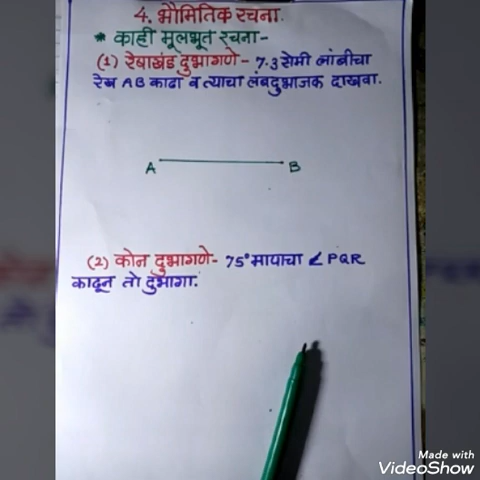 4. भौमितिक रचना.
* काही मूलभूत रचना-
(1) रेषाखंड दुभागणे- 7.3 सेमी लांबीचा
रेख AB काढा व त्याचा लंबदुभाजक दाखवा.
A B
(2) कोन दुभागणे- 75° मापाचा ∠PQR
काढून तो दुभागा.
Made with
VideoShow